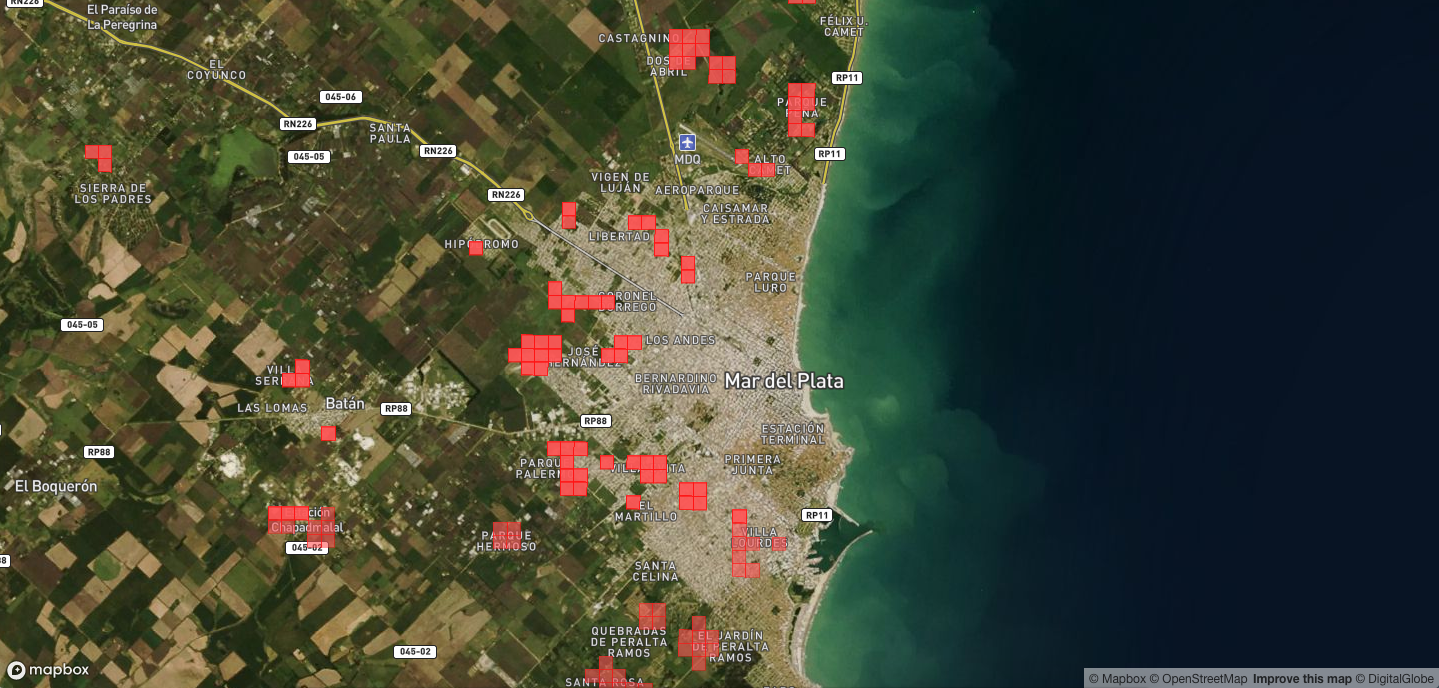 RN226
El Paraíso de
La Peregrina
FÉLIX U.
CAMET
CASTAGNINO
DOS DE
ABRIL
EL
COYUNCO
RP11
045-06
PARQUE
PEÑA
RN226
SANTA
PAULA
MDQ
045-05
RN226
RP11
ALTO
CAMET
SIERRA DE
LOS PADRES
VIGEN DE
LUJÁN
AEROPARQUE
RN226
CAISAMAR
Y ESTRADA
LIBERTAD
HIPÓDROMO
PARQUE
LURO
CORONEL
DORREGO
045-05
LOS ANDES
JOSÉ
HERNÁNDEZ
VILLA
SERRANA
BERNARDINO
RIVADAVIA
Mar del Plata
LAS LOMAS
Batán
RP88
RP88
ESTACIÓN
TERMINAL
RP88
PARQUE
PALERMO
VILLA
PRIMERA
JUNTA
El Boquerón
EL
MARTILLO
RP11
Estación
Chapadmalal
045-02
PARQUE
HERMOSO
VILLA
LOURDES
88
SANTA
CELINA
QUEBRADAS
DE PERALTA
RAMOS
EL JARDÍN
DE PERALTA
RAMOS
045-02
SANTA ROSA
mapbox
© Mapbox © OpenStreetMap Improve this map © DigitalGlobe